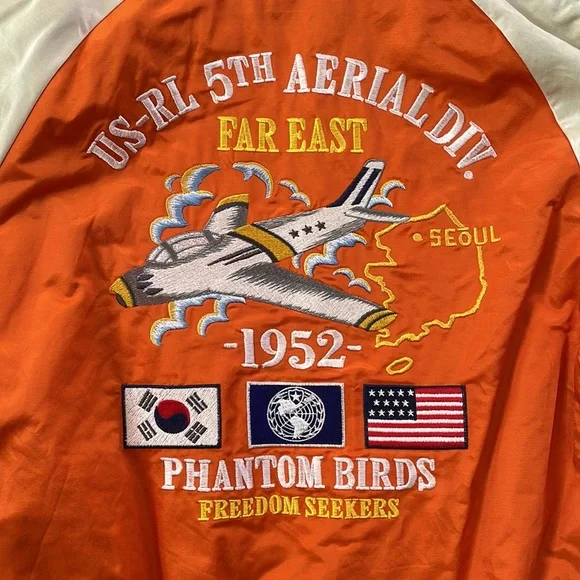 US-RL 5TH AERIAL DIV.
FAR EAST
SEOUL
-1952-
PHANTOM BIRDS
FREEDOM SEEKERS